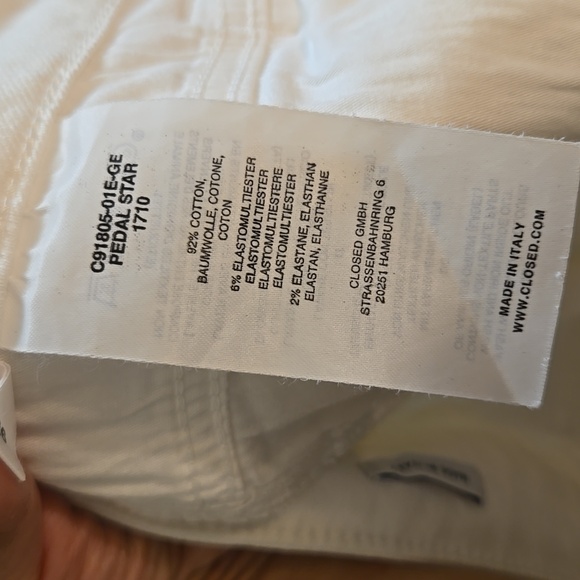 C91805-01E-GE
PEDAL STAR
1710
92% COTTON,
BAUMWOLLE, COTONE,
COTON
6% ELASTOMULTIESTER
ELASTOMULTIESTER
ELASTOMULTIESTERE
ELASTOMULTIESTER
2% ELASTANE, ELASTHAN
ELASTAN, ELASTHANNE
CLOSED GMBH
STRASSENBAHNRING 6
20251 HAMBURG
MADE IN ITALY
WWW.CLOSED.COM